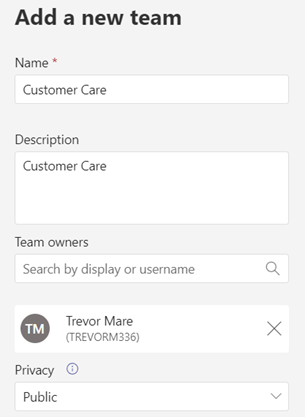 Add a new team
Name *
Customer Care
Description
Customer Care
Team owners
Search by display or username
TM
Trevor Mare
(TREVORM336)
Privacy
Public